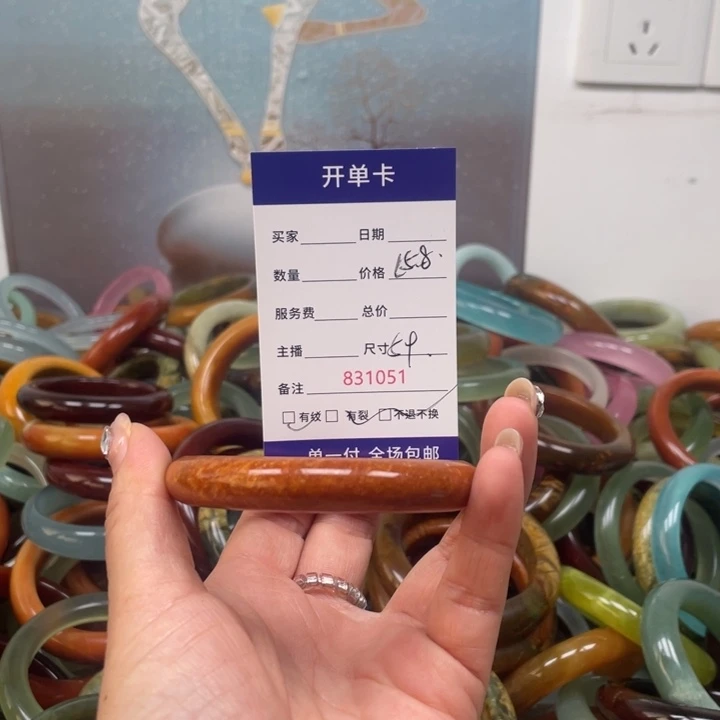 开单卡
买家 日期
数量 价格 158.
服务费 总价
主播 尺寸 59.
备注 831051
有纹 有裂 不退不换
单一付 全场包邮